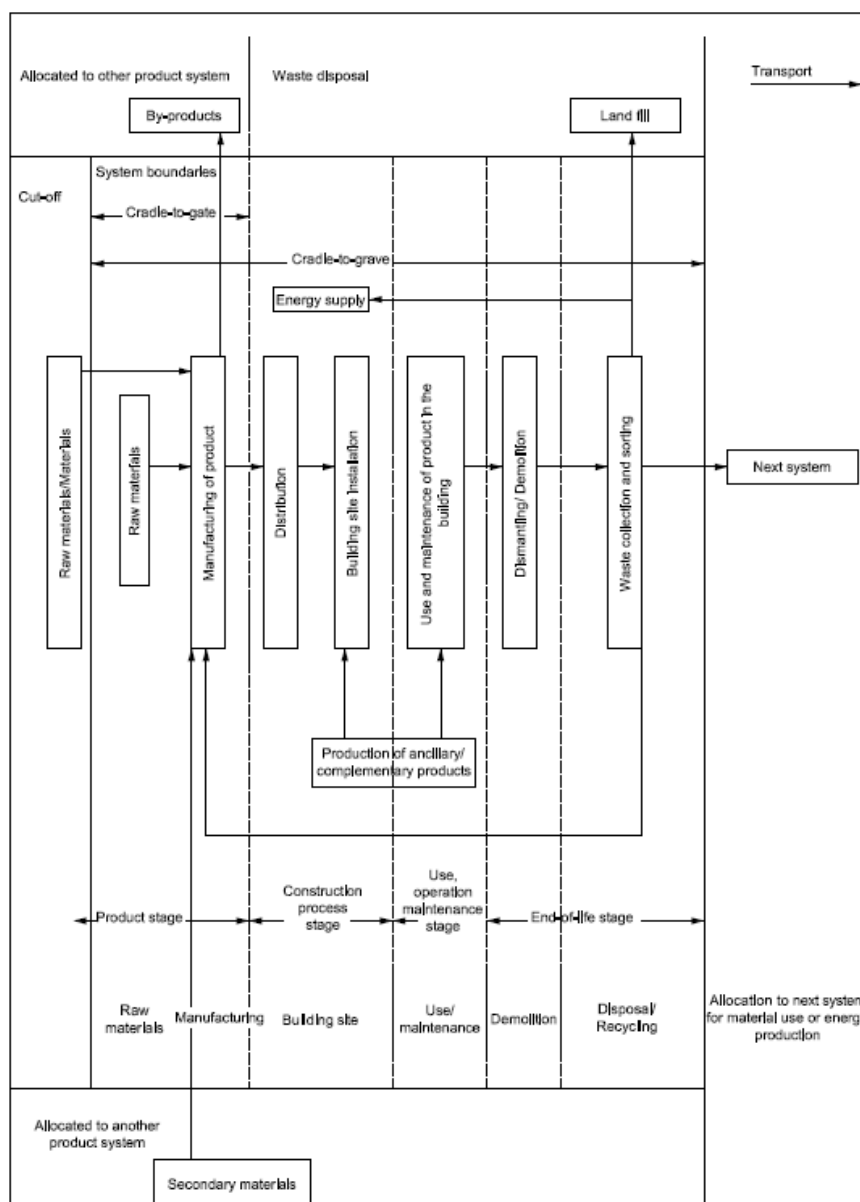 Allocated to other product system
Waste disposal
Transport
By-products
Land fill
System boundaries
Cut-off
Cradle-to-gate
Cradle-to-grave
Energy supply
Raw materials/Materials
Raw materials
Manufacturing of product
Distribution
Building site installation
Use and maintenance of product in the
building
Dismantling/ Demolition
Waste collection and sorting
Next system
Production of ancillary/
complementary products
Product stage
Construction
process
stage
Use,
operation
maintenance
stage
End-of-life stage
Raw
materials
Manufacturing
Building site
Use/
maintenance
Demolition
Disposal/
Recycling
Allocation to next system
for material use or energy
production
Allocated to another
product system
Secondary materials